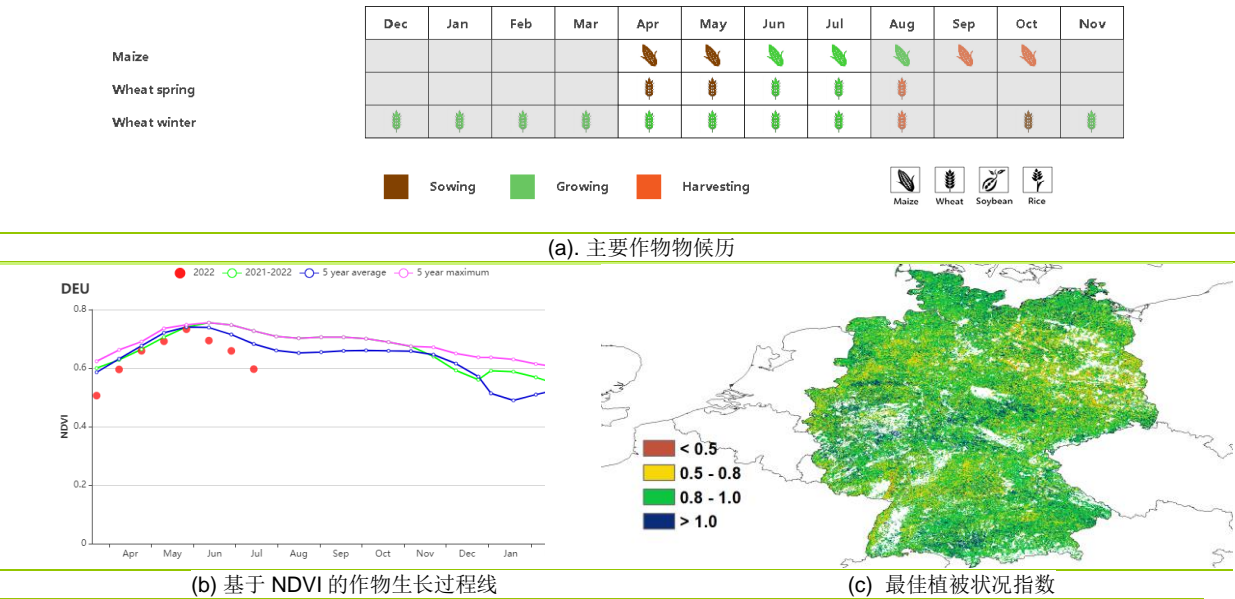 Dec Jan Feb Mar Apr May Jun Jul Aug Sep Oct Nov
Maize
Wheat spring
Wheat winter
Sowing Growing Harvesting
Maize Wheat Soybean Rice
(a). 主要作物物候历
2022 2021-2022 5 year average 5 year maximum
DEU
0.8
0.6
0.4
0.2
0
NDVI
Apr May Jun Jul Aug Sep Oct Nov Dec Jan
< 0.5
0.5 - 0.8
0.8 - 1.0
> 1.0
(b) 基于 NDVI 的作物生长过程线
(c) 最佳植被状况指数